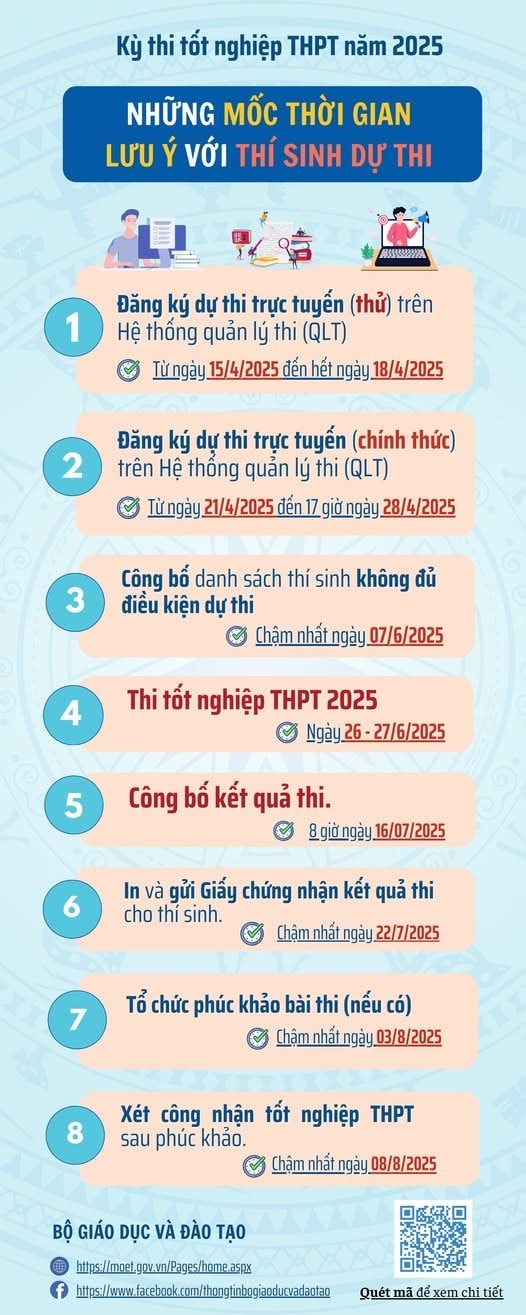 Kỳ thi tốt nghiệp THPT năm 2025
NHỮNG MỐC THỜI GIAN
LƯU Ý VỚI THÍ SINH DỰ THI
1
Đăng ký dự thi trực tuyến (thử) trên
Hệ thống quản lý thi (QLT)
Từ ngày 15/4/2025 đến hết ngày 18/4/2025
2
Đăng ký dự thi trực tuyến (chính thức)
trên Hệ thống quản lý thi (QLT)
Từ ngày 21/4/2025 đến 17 giờ ngày 28/4/2025
3
Công bố danh sách thí sinh không đủ
điều kiện dự thi
Chậm nhất ngày 07/6/2025
4
Thi tốt nghiệp THPT 2025
Ngày 26 - 27/6/2025
5
Công bố kết quả thi.
8 giờ ngày 16/07/2025
6
In và gửi Giấy chứng nhận kết quả thi
cho thí sinh.
Chậm nhất ngày 22/7/2025
7
Tổ chức phúc khảo bài thi (nếu có)
Chậm nhất ngày 03/8/2025
8
Xét công nhận tốt nghiệp THPT
sau phúc khảo.
Chậm nhất ngày 08/8/2025
BỘ GIÁO DỤC VÀ ĐÀO TẠO
https://moet.gov.vn/Pages/home.aspx
https://www.facebook.com/thongtinbogiaoducvadaotao
Quét mã để xem chi tiết